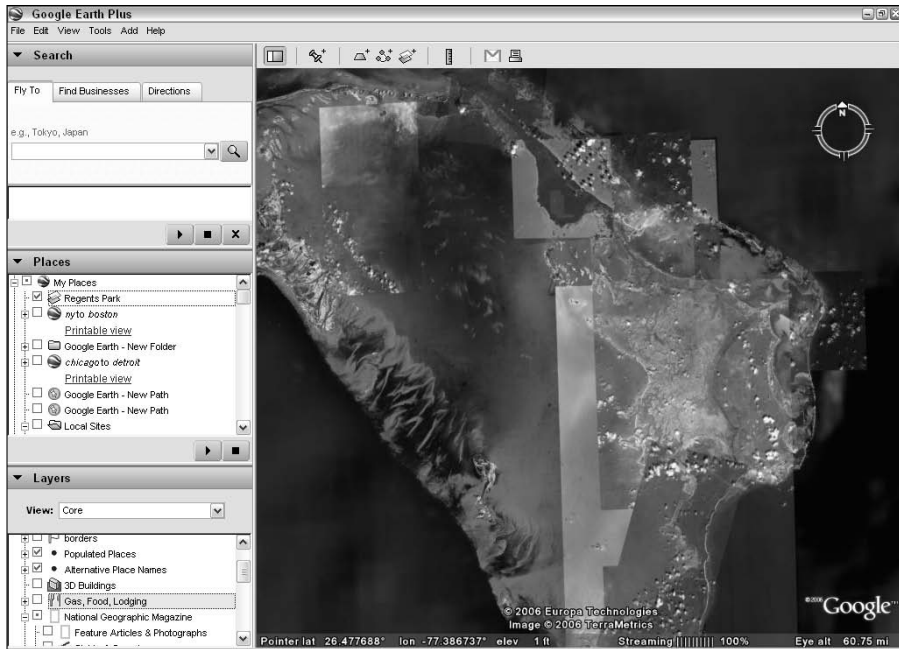 Google Earth Plus
File Edit View Tools Add Help
Search
Fly To Find Businesses Directions
e.g., Tokyo, Japan
Places
My Places
Regents Park
ny to boston
Printable view
Google Earth - New Folder
chicago to detroit
Printable view
Google Earth - New Path
Google Earth - New Path
Local Sites
Layers
View: Core
borders
Populated Places
Alternative Place Names
3D Buildings
Gas, Food, Lodging
National Geographic Magazine
Feature Articles & Photographs
N
© 2006 Europa Technologies
Image © 2006 TerraMetrics
©2006 Google™
Pointer lat 26.477688° lon -77.386737° elev 1 ft Streaming |||||||||| 100% Eye alt 60.75 mi